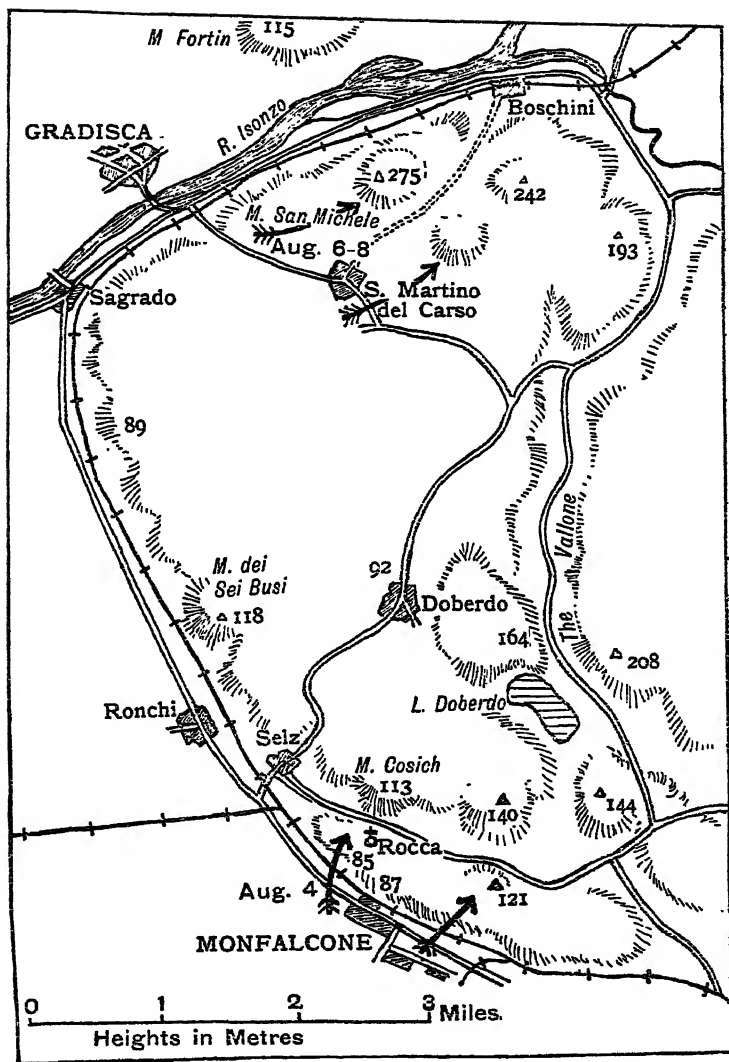 M Fortin
115
GRADISCA
R. Isonzo
Boschini
275
242
M. San Michele
193
Aug. 6-8
Sagrado
S. Martino
del Carso
89
The Vallone
M. dei
Sei Busi
118
92
Doberdo
164
208
L. Doberdo
Ronchi
Selz
M. Cosich
113
140
144
Rocca
85
87
121
Aug. 4
MONFALCONE
0 1 2 3 Miles.
Heights in Metres